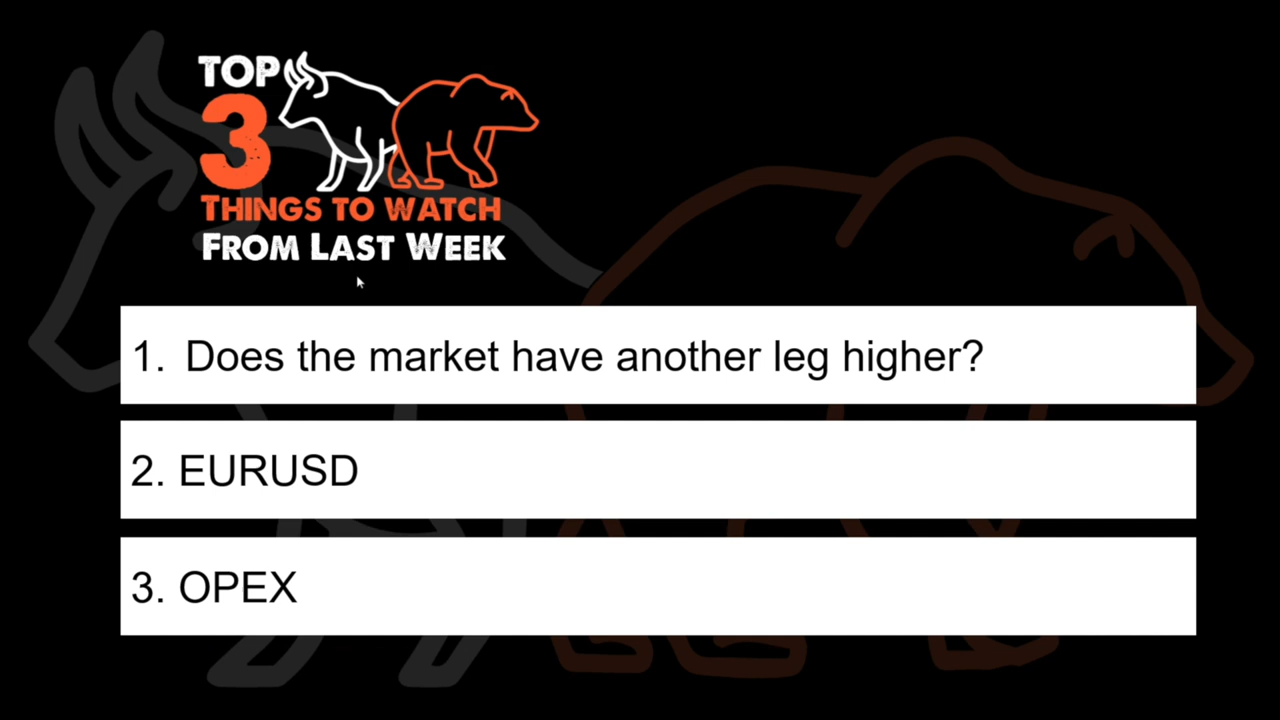 TOP
3
THINGS TO WATCH
FROM LAST WEEK
1. Does the market have another leg higher?
2. EURUSD
3. OPEX